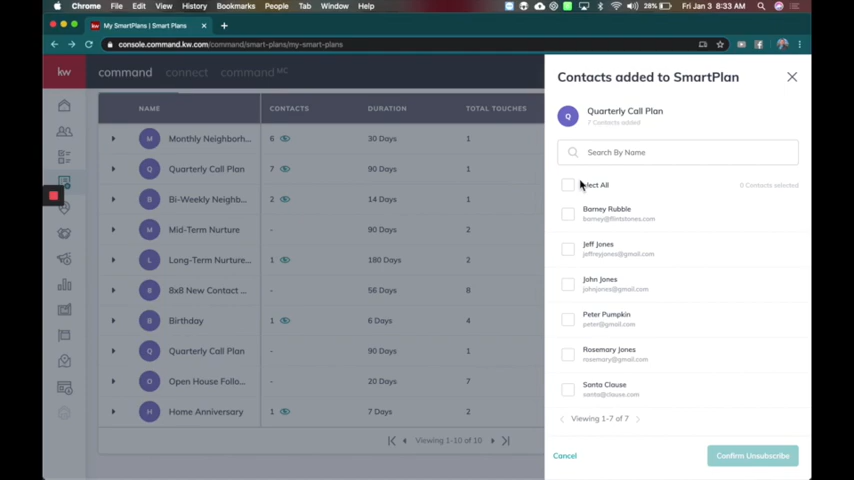 Chrome File Edit View History Bookmarks People Tab Window Help 28% Fri Jan 3 8:33 AM
My SmartPlans | Smart Plans
console.command.kw.com/command/smart-plans/my-smart-plans
kw command connect command MC
NAME CONTACTS DURATION TOTAL TOUCHES
M Monthly Neighborh... 6 30 Days 1
Q Quarterly Call Plan 7 90 Days 1
B Bi-Weekly Neighb... 2 14 Days 1
M Mid-Term Nurture - 90 Days 2
L Long-Term Nurture... 1 180 Days 2
8 8x8 New Contact ... - 56 Days 8
B Birthday 1 6 Days 4
Q Quarterly Call Plan - 90 Days 1
O Open House Follo... - 20 Days 7
H Home Anniversary 1 7 Days 2
Viewing 1-10 of 10
Contacts added to SmartPlan
Q Quarterly Call Plan
7 Contacts added
Search By Name
lect All 0 Contacts selected
Barney Rubble
barney@flintstones.com
Jeff Jones
jeffreyjones@gmail.com
John Jones
johnjones@gmail.com
Peter Pumpkin
peter@gmail.com
Rosemary Jones
rosemary@gmail.com
Santa Clause
santa@clause.com
Viewing 1-7 of 7
Cancel Confirm Unsubscribe